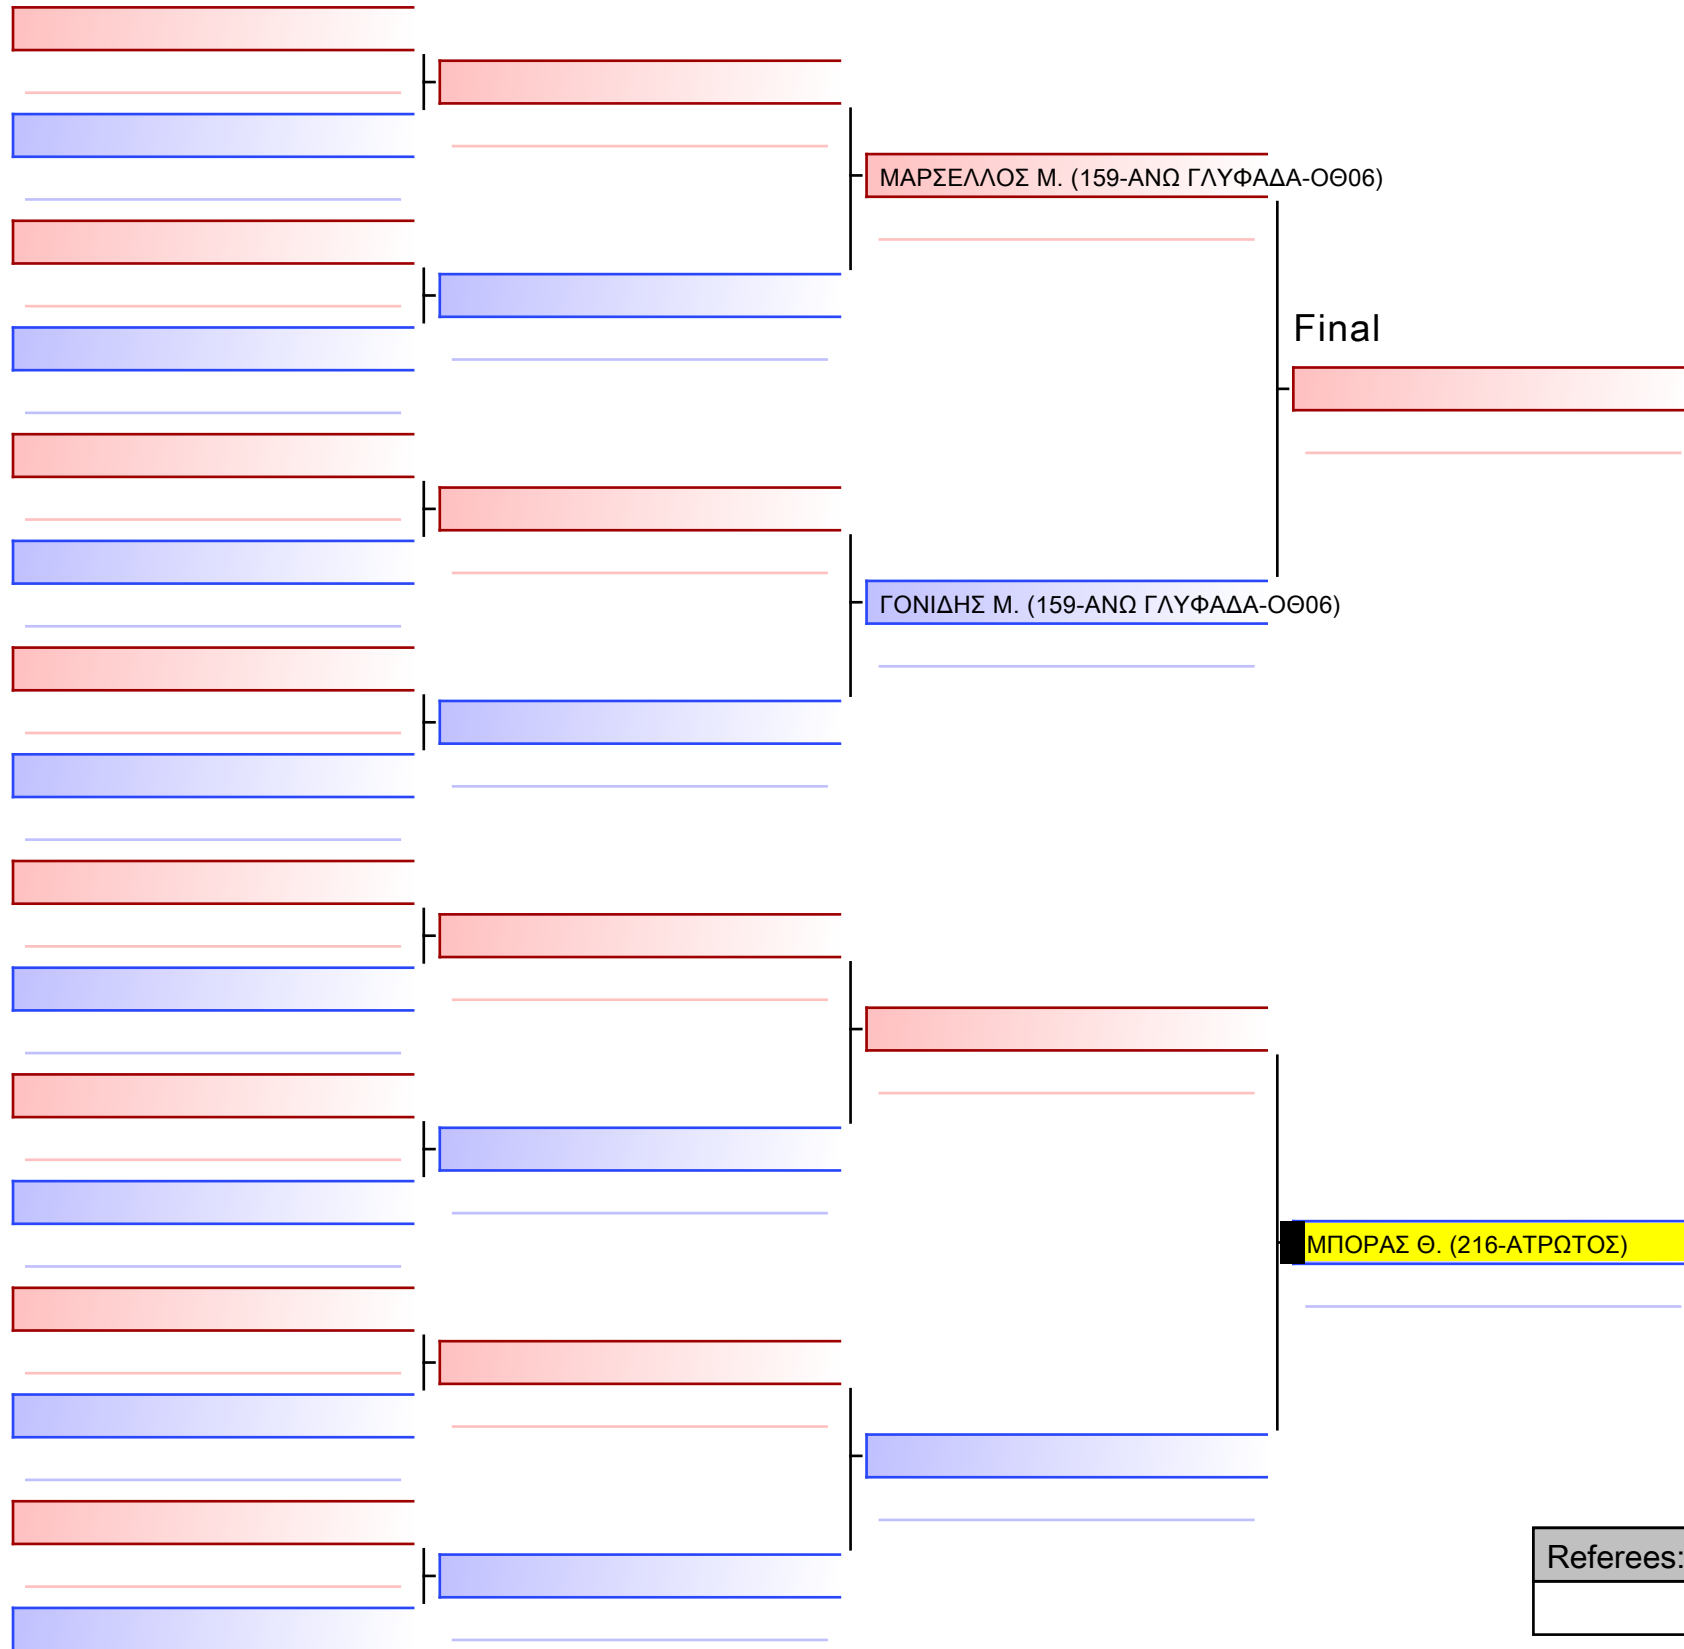 ΜΑΡΣΕΛΛΟΣ Μ. (159-ΑΝΩ ΓΛΥΦΑΔΑ-ΟΘ06)
Final
ΓΟΝΙΔΗΣ Μ. (159-ΑΝΩ ΓΛΥΦΑΔΑ-ΟΘ06)
ΜΠΟΡΑΣ Θ. (216-ΑΤΡΩΤΟΣ)
Referees: